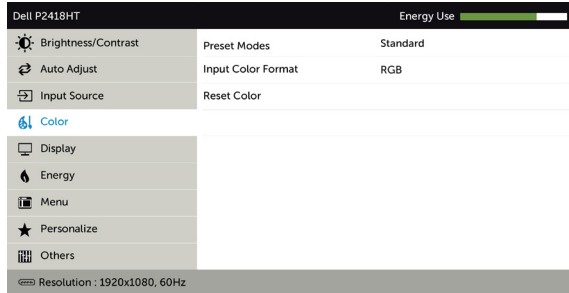 Dell P2418HT Energy Use
Brightness/Contrast Preset Modes Standard
Auto Adjust Input Color Format RGB
Input Source Reset Color
Color
Display
Energy
Menu
Personalize
Others
Resolution : 1920x1080, 60Hz